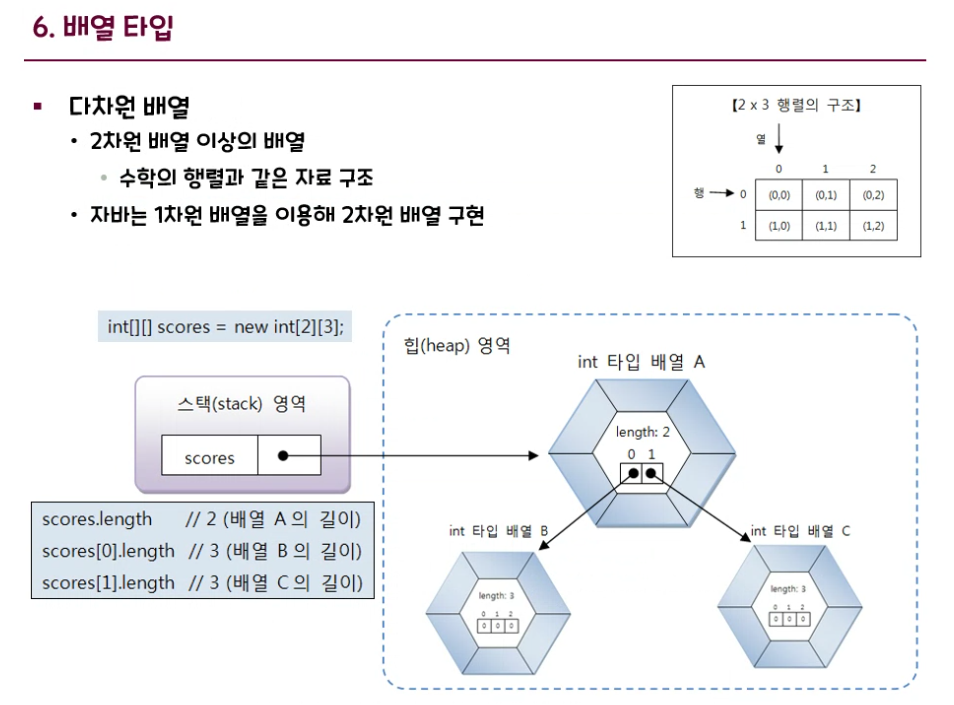 6. 배열 타입
다차원 배열
2차원 배열 이상의 배열
수학의 행렬과 같은 자료 구조
자바는 1차원 배열을 이용해 2차원 배열 구현
【2 x 3 행렬의 구조】
열
0 1 2
행 0 (0,0) (0,1) (0,2)
1 (1,0) (1,1) (1,2)
int[][] scores = new int[2][3];
스택(stack) 영역
scores
scores.length // 2 (배열 A의 길이)
scores[0].length // 3 (배열 B의 길이)
scores[1].length // 3 (배열 C의 길이)
힙(heap) 영역
int 타입 배열 A
length: 2
0 1
int 타입 배열 B
length: 3
0 1 2
0 0 0
int 타입 배열 C
length: 3
0 1 2
0 0 0